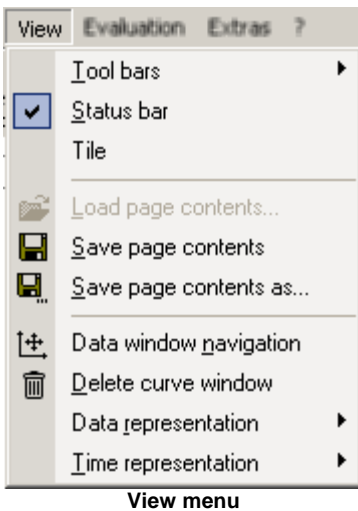 View Evaluation Extras ?
Tool bars
Status bar
Tile
Load page contents...
Save page contents
Save page contents as...
Data window navigation
Delete curve window
Data representation
Time representation
View menu